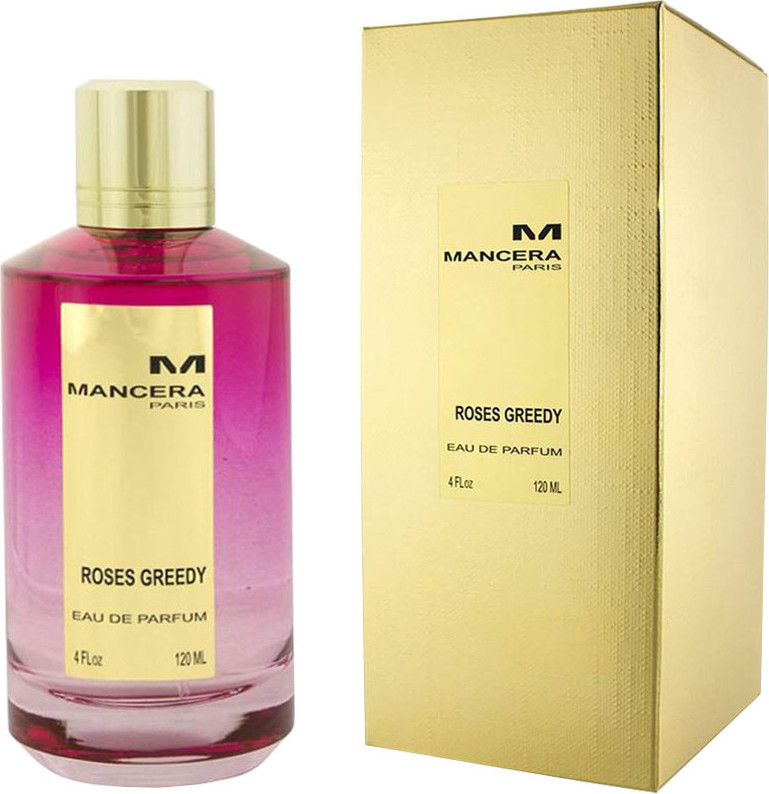 M
MANCERA
PARIS
ROSES GREEDY
EAU DE PARFUM
4 FLoz 120 ML
M
MANCERA
PARIS
ROSES GREEDY
EAU DE PARFUM
4 FLoz 120 ML